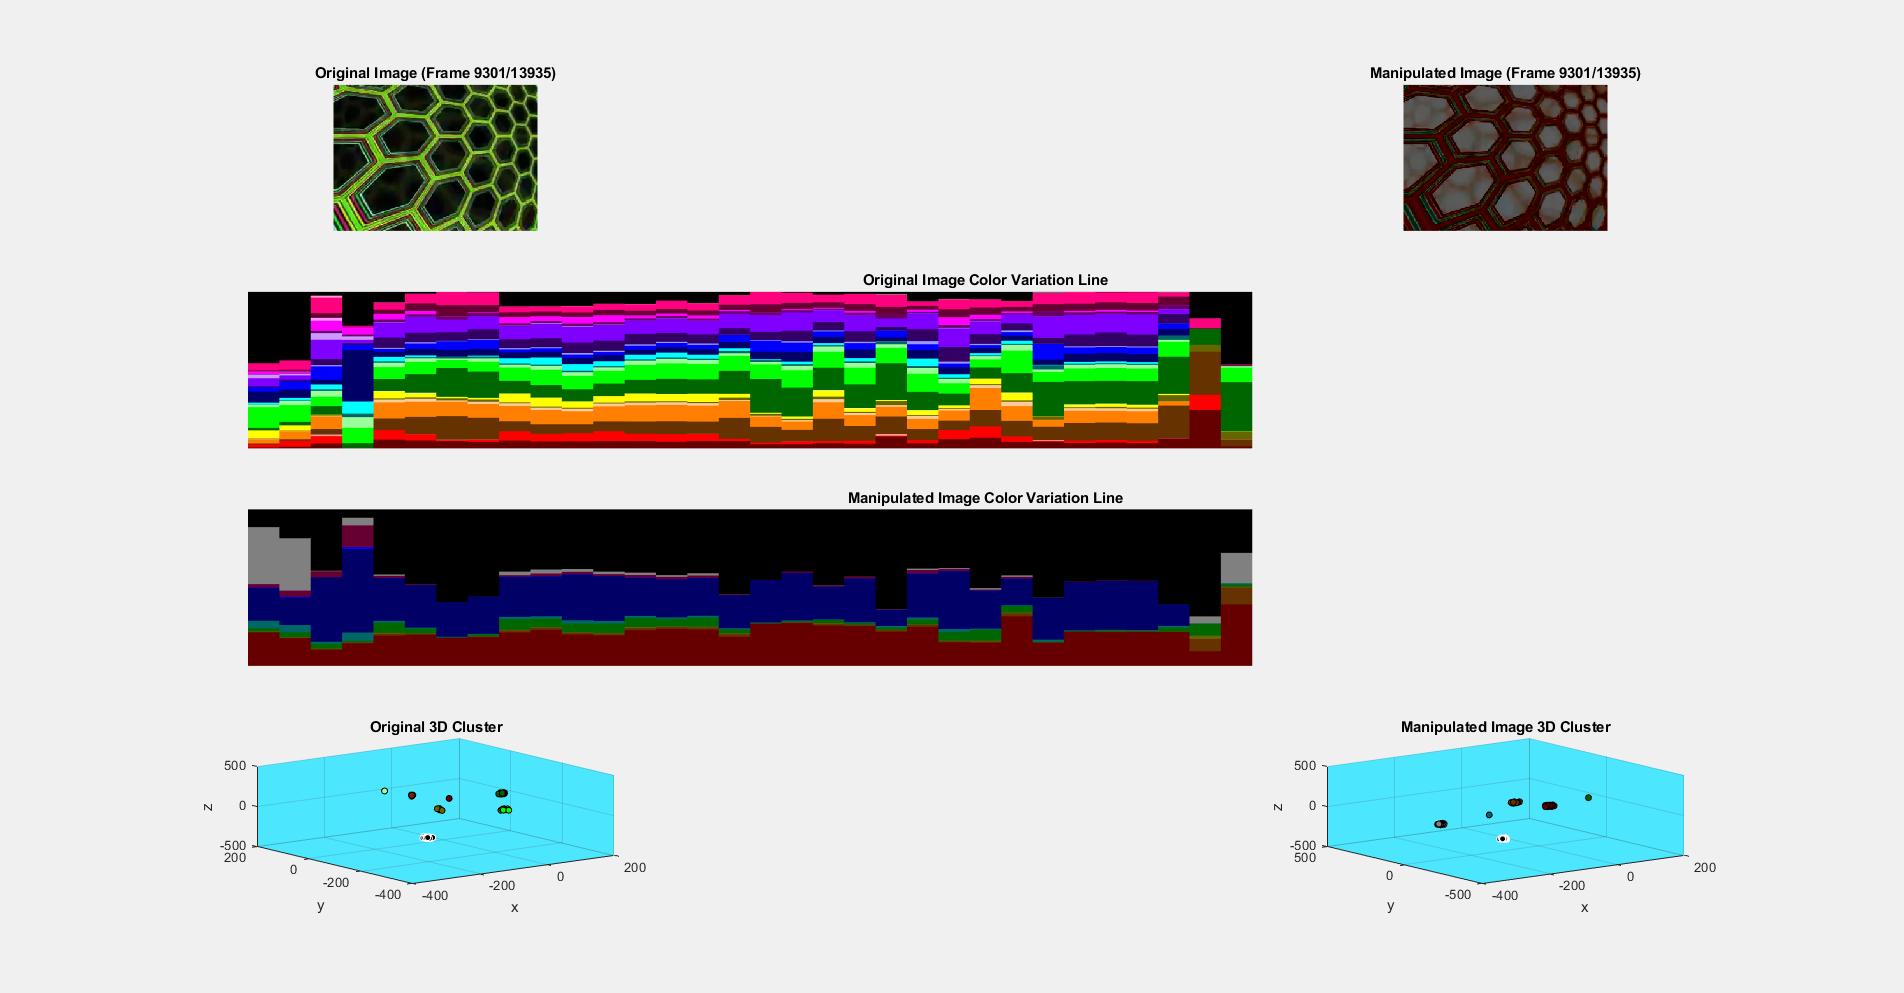 Original Image (Frame 9301/13935)
Manipulated Image (Frame 9301/13935)
Original Image Color Variation Line
Manipulated Image Color Variation Line
Original 3D Cluster
500
0
-500
z
200
0
-200
-400
y
-400
-200
0
200
x
Manipulated Image 3D Cluster
500
0
-500
z
500
0
-500
y
-400
-200
0
200
x